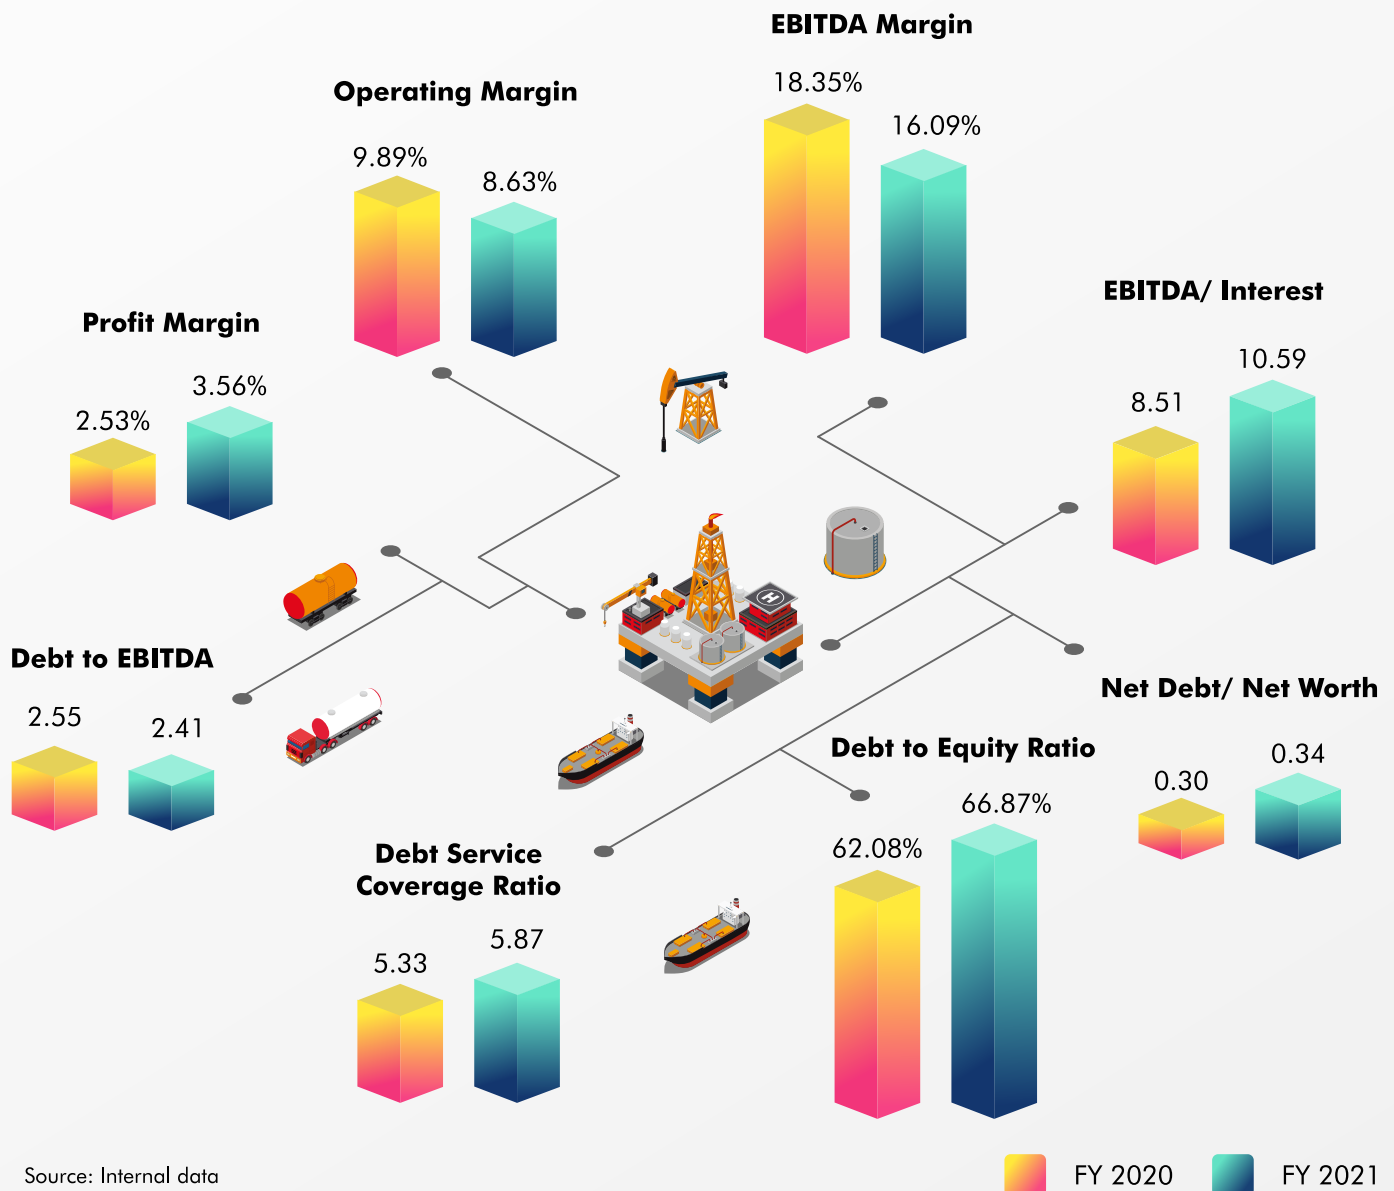 EBITDA Margin
18.35%
16.09%
Operating Margin
9.89%
8.63%
EBITDA/ Interest
8.51
10.59
Profit Margin
2.53%
3.56%
H
Debt to EBITDA
2.55
2.41
Net Debt/ Net Worth
0.30
0.34
Debt to Equity Ratio
62.08%
66.87%
Debt Service
Coverage Ratio
5.33
5.87
Source: Internal data
FY 2020
FY 2021